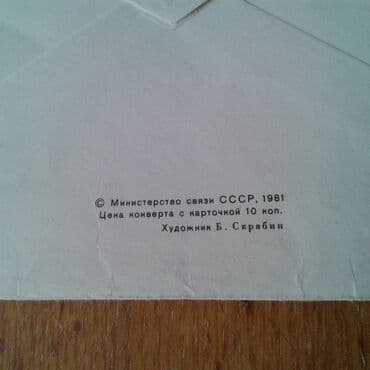 © Министерство связи СССР, 1981
Цена конверта с карточкой 10 коп.
Художник Б. Скрябин